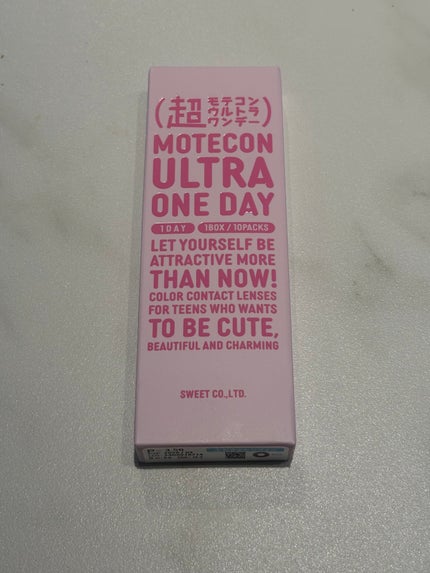 (超 モテコン
ウルトラ
ワンデー)
MOTECON
ULTRA
ONE DAY
1DAY 1BOX / 10PACKS
LET YOURSELF BE
ATTRACTIVE MORE
THAN NOW!
COLOR CONTACT LENSES
FOR TEENS WHO WANTS
TO BE CUTE,
BEAUTIFUL AND CHARMING
SWEET CO.,LTD.